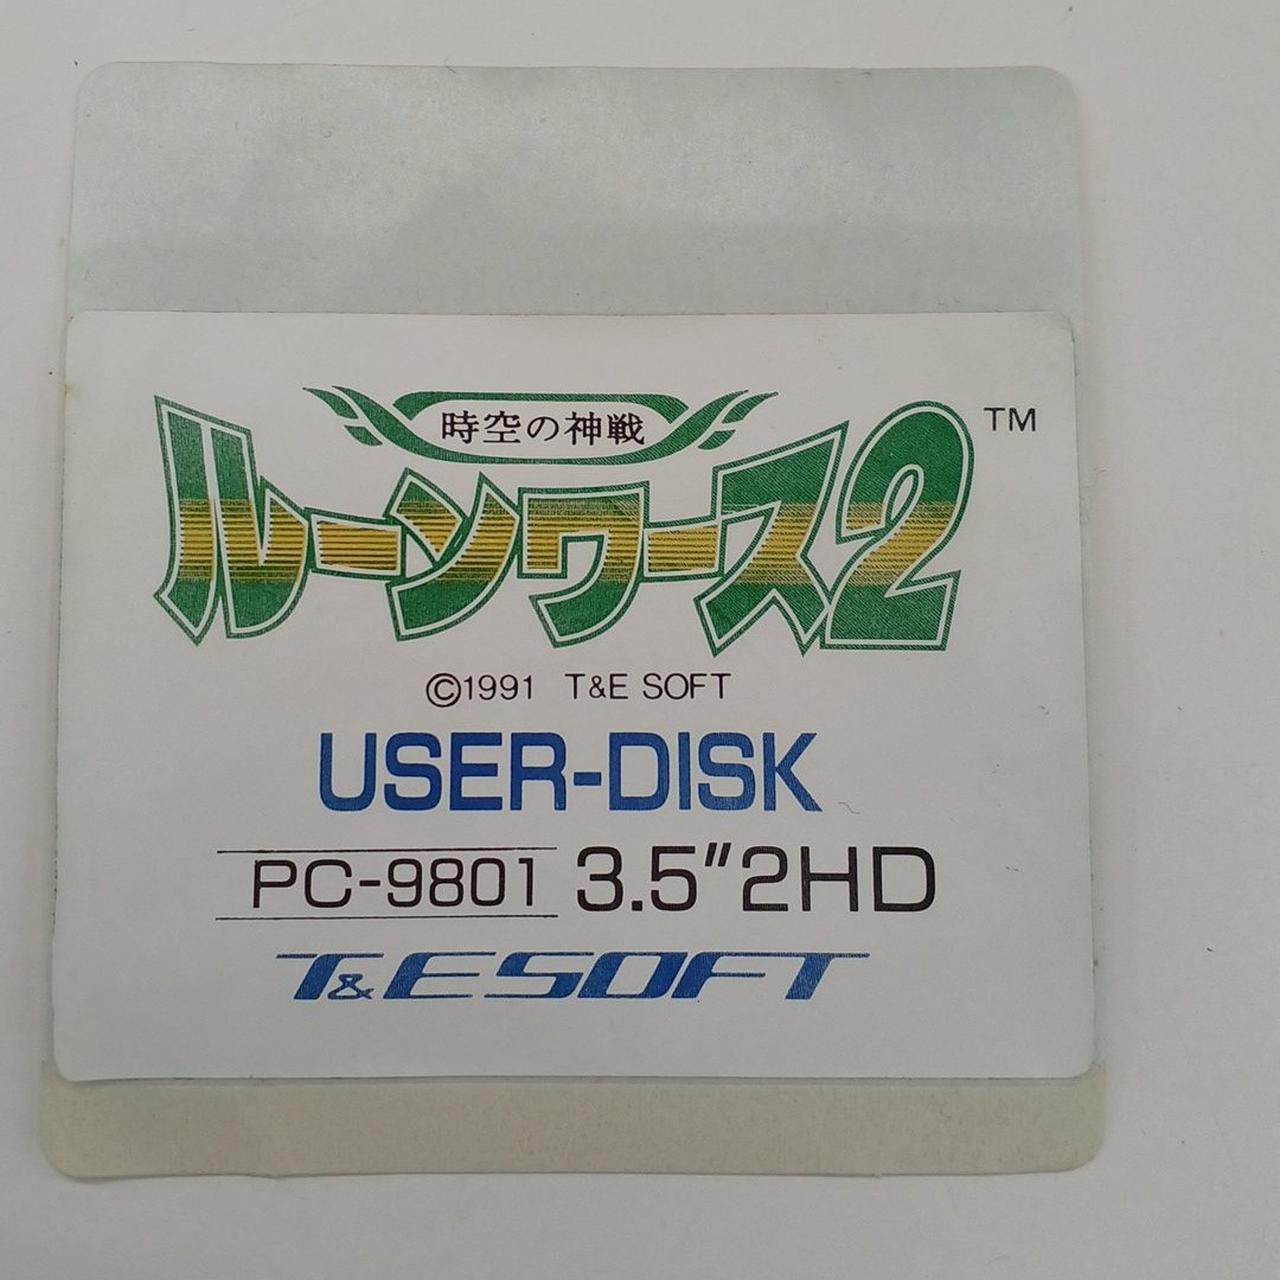 時空の神戦
ルーンワース2 TM
©1991 T&E SOFT
USER-DISK
PC-9801 3.5″2HD
T&E SOFT